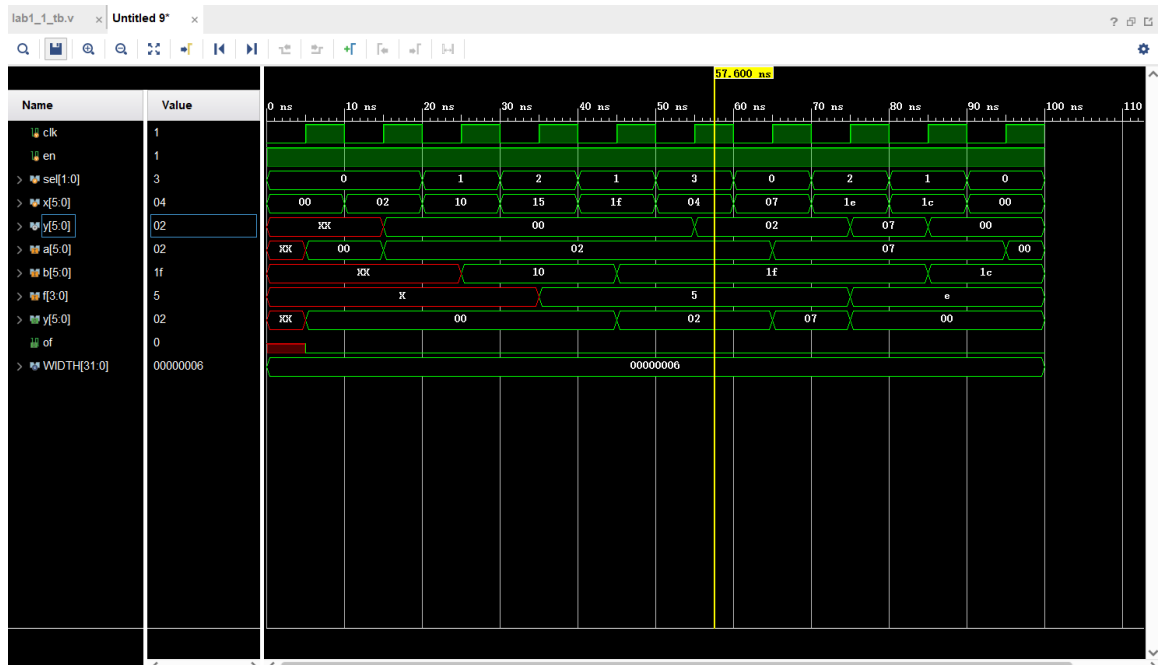 lab1_1_tb.v × Untitled 9* ×
?
57.600 ns
Name Value 0 ns 10 ns 20 ns 30 ns 40 ns 50 ns 60 ns 70 ns 80 ns 90 ns 100 ns 110
clk 1
en 1
sel[1:0] 3 0 1 2 1 3 0 2 1 0
x[5:0] 04 00 02 10 15 1f 04 07 1e 1c 00
y[5:0] 02 XX 00 02 07 00
a[5:0] 02 XX 00 02 07 00
b[5:0] 1f XX 10 1f 1c
f[3:0] 5 X 5 e
y[5:0] 02 XX 00 02 07 00
of 0
WIDTH[31:0] 00000006 00000006